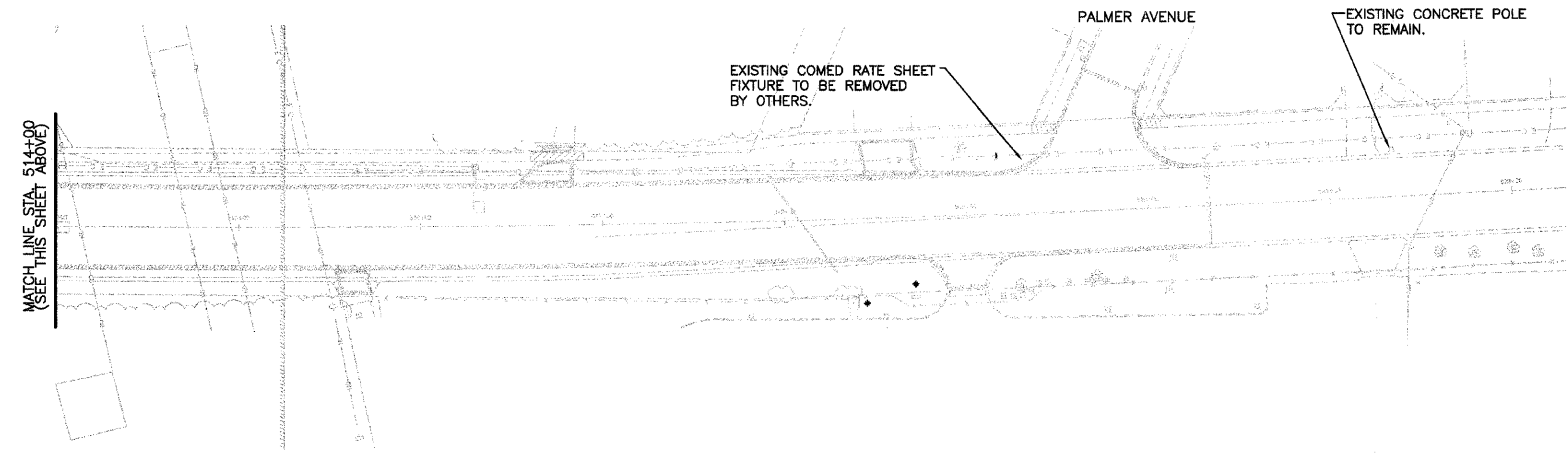 PALMER AVENUE
EXISTING CONCRETE POLE
TO REMAIN.
EXISTING COMED RATE SHEET
FIXTURE TO BE REMOVED
BY OTHERS.
MATCH LINE STA. 514+00
(SEE THIS SHEET ABOVE)